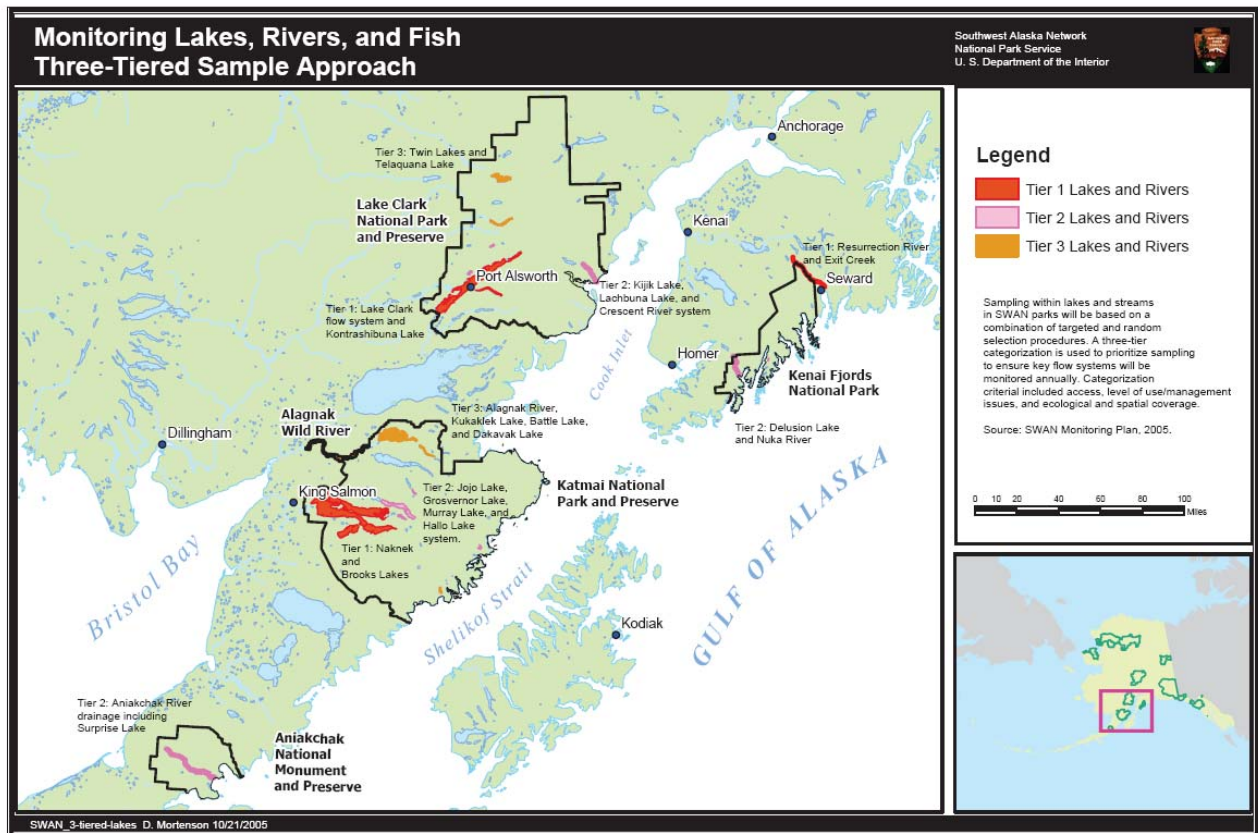 Monitoring Lakes, Rivers, and Fish
Three-Tiered Sample Approach
Southwest Alaska Network
National Park Service
U. S. Department of the Interior
Anchorage
Tier 3: Twin Lakes and
Telaquana Lake
Lake Clark
National Park
and Preserve
Kenai
Tier 1: Resurrection River
and Exit Creek
Port Alsworth
Seward
Tier 2: Kijik Lake,
Lachbuna Lake, and
Crescent River system
Tier 1: Lake Clark
flow system and
Kontrashibuna Lake
Cook Inlet
Homer
Kenai Fjords
National Park
Alagnak
Wild River
Tier 3: Alagnak River,
Kukaklek Lake, Battle Lake,
and Dakavak Lake
Tier 2: Delusion Lake
and Nuka River
Dillingham
King Salmon
Tier 2: Jojo Lake,
Grosvernor Lake,
Murray Lake, and
Hallo Lake
system.
Katmai National
Park and Preserve
Tier 1: Naknek
and
Brooks Lakes
Bristol Bay
Shelikof Strait
GULF OF ALASKA
Kodiak
Tier 2: Aniakchak River
drainage including
Surprise Lake
Aniakchak
National
Monument
and Preserve
Legend
Tier 1 Lakes and Rivers
Tier 2 Lakes and Rivers
Tier 3 Lakes and Rivers
Sampling within lakes and streams
in SWAN parks will be based on a
combination of targeted and random
selection procedures. A three-tier
categorization is used to prioritize sampling
to ensure key flow systems will be
monitored annually. Categorization
criterial included access, level of use/management
issues, and ecological and spatial coverage.
Source: SWAN Monitoring Plan, 2005.
0 10 20 40 60 80 100
Miles
SWAN_3-tiered-lakes D. Mortenson 10/21/2005